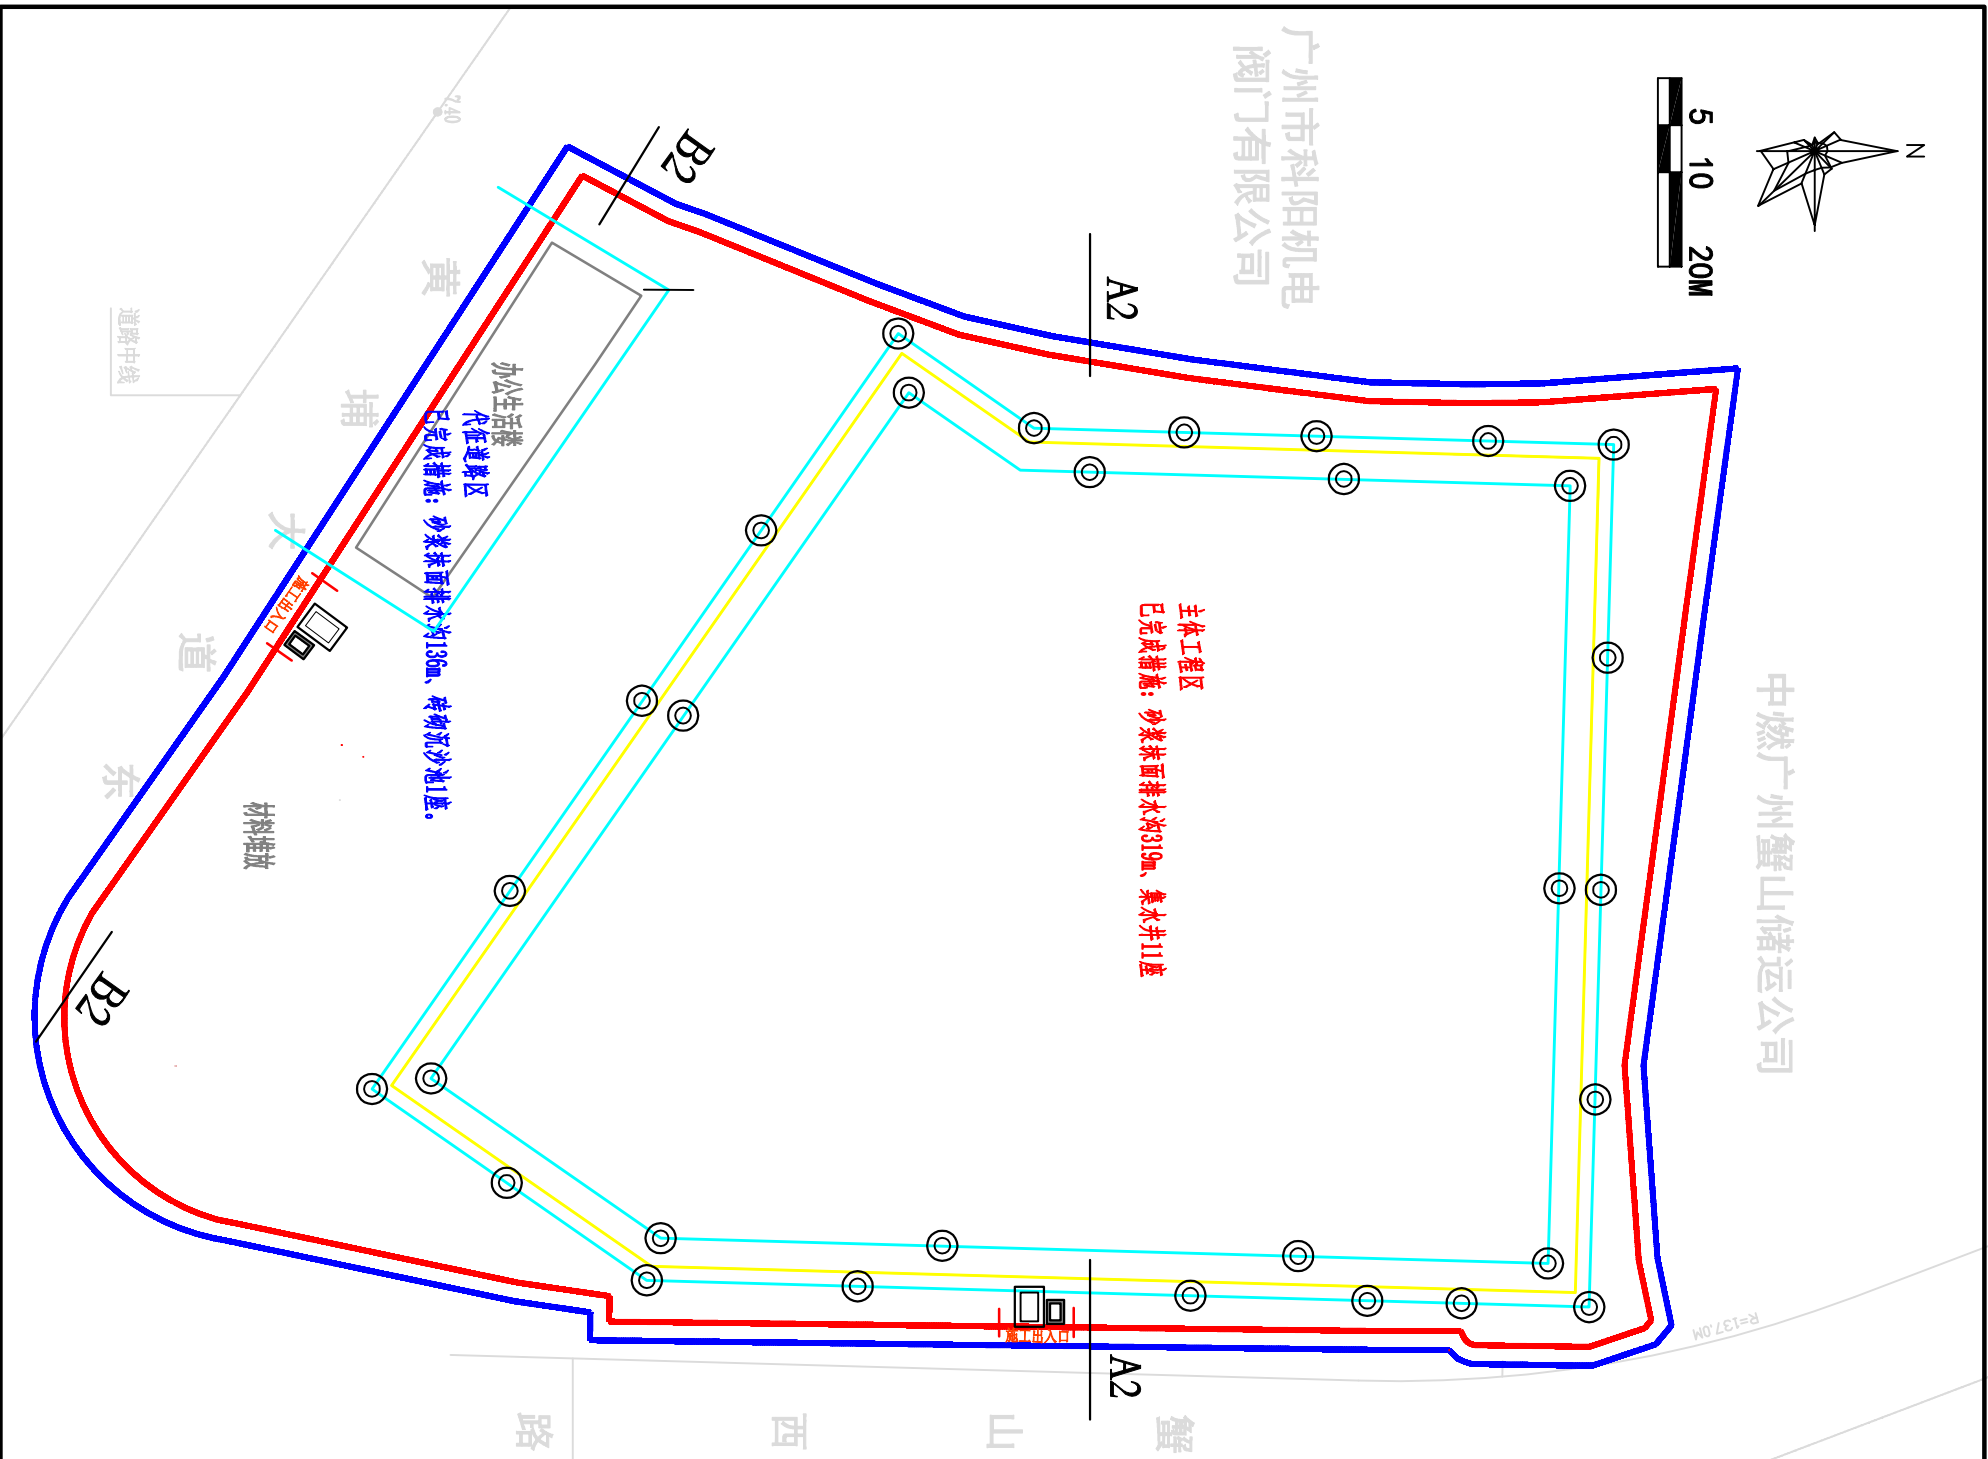 N
5 10 20M
广州市科阳机电
阀门有限公司
中燃广州蟹山储运公司
A2
A2
B2
B2
7.40
道路中线
黄埔大道东
办公生活楼
代征道路区
已完成措施：砂浆抹面排水沟136m、砖砌沉沙池1座。
主体工程区
已完成措施：砂浆抹面排水沟319m、集水井11座
材料堆放
施工出入口
施工出入口
R=137.0M
蟹山西路